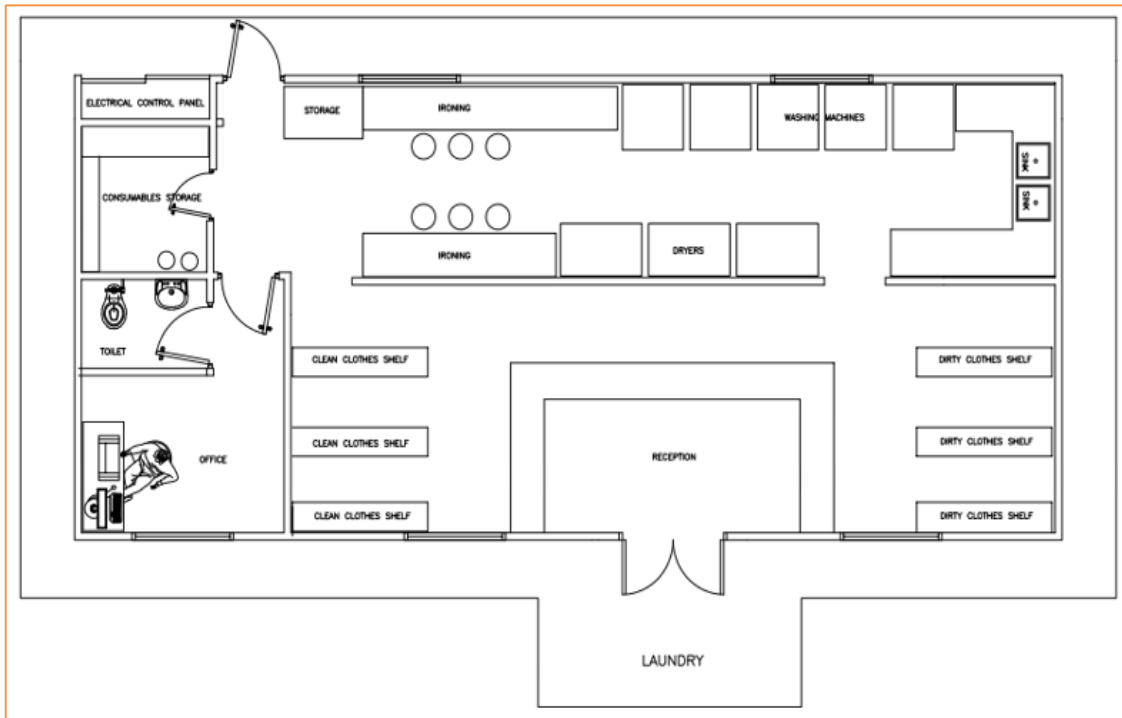 ELECTRICAL CONTROL PANEL
STORAGE
IRONING
WASHING MACHINES
SINK
SINK
CONSUMABLES STORAGE
IRONING
DRYERS
TOILET
CLEAN CLOTHES SHELF
DIRTY CLOTHES SHELF
CLEAN CLOTHES SHELF
DIRTY CLOTHES SHELF
OFFICE
RECEPTION
CLEAN CLOTHES SHELF
DIRTY CLOTHES SHELF
LAUNDRY